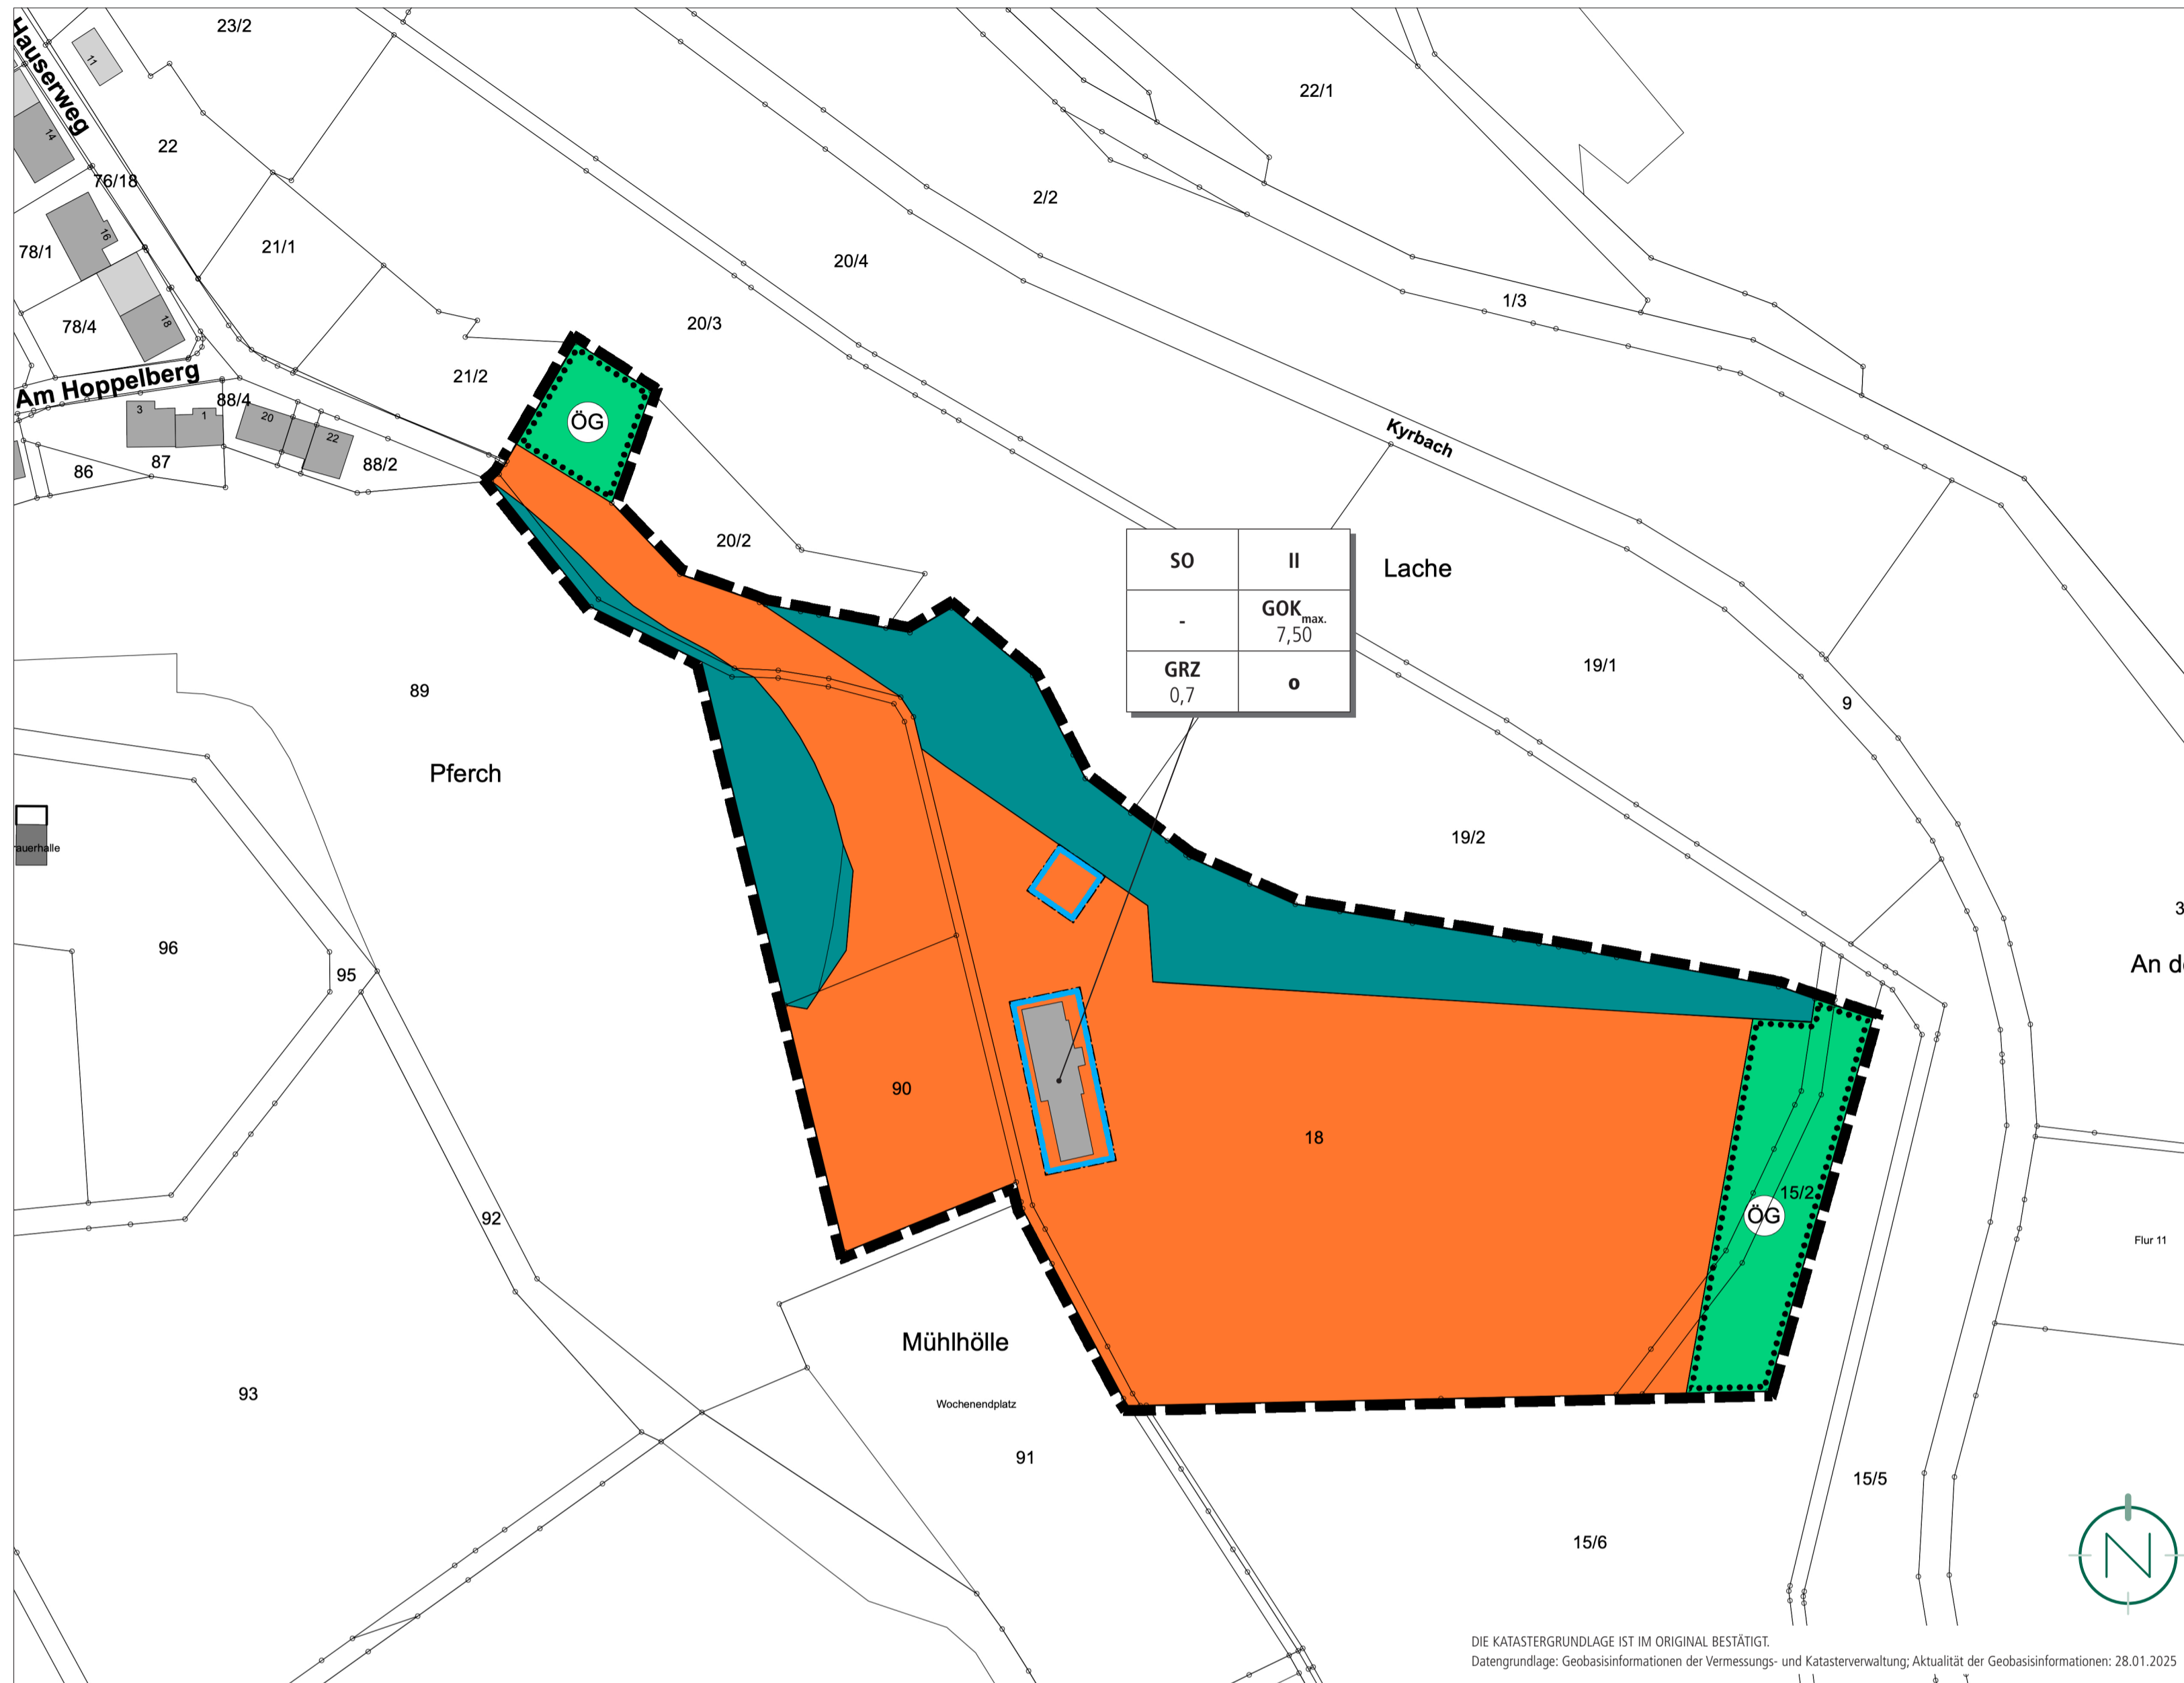 23/2
Hauserweg
11
22/1
14
22
76/18
2/2
16
78/1
21/1
20/4
1/3
18
78/4
20/3
Am Hoppelberg
21/2
88/4
3
1
20
22
ÖG
Kyrbach
86
87
88/2
20/2
SO
II
Lache
-
GOK max.
7,50
GRZ
0,7
o
19/1
89
9
Pferch
19/2
auerhalle
3
96
95
An d
90
18
15/2
ÖG
92
Flur 11
Mühlhölle
93
Wochenendplatz
91
15/5
15/6
N
DIE KATASTERGRUNDLAGE IST IM ORIGINAL BESTÄTIGT.
Datengrundlage: Geobasisinformationen der Vermessungs- und Katasterverwaltung; Aktualität der Geobasisinformationen: 28.01.2025